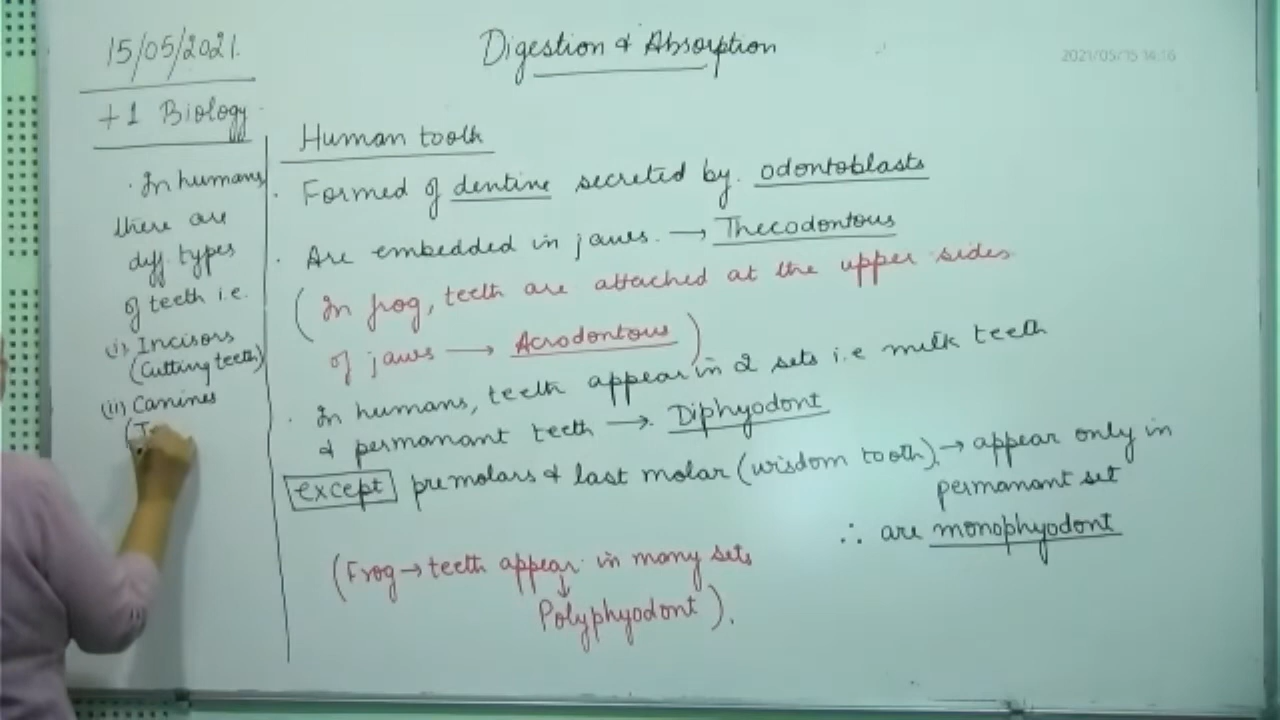 15/05/2021.
+1 Biology
Digestion & Absorption
2021/05/15 14:16
. In humans
there are
diff. types
of teeth i.e.
(i) Incisors
(Cutting teeth)
(ii) Canines
(T
Human tooth
. Formed of dentine secreted by odontoblasts
. Are embedded in jaws. → Thecodontous
(In frog, teeth are attached at the upper sides
of jaws → Acrodontous)
. In humans, teeth appear in 2 sets i.e milk teeth
& permanant teeth → Diphyodont
except premolars & last molar (wisdom tooth) → appear only in
permanant set
∴ are monophyodont
(Frog → teeth appear in many sets
↓
Polyphyodont).